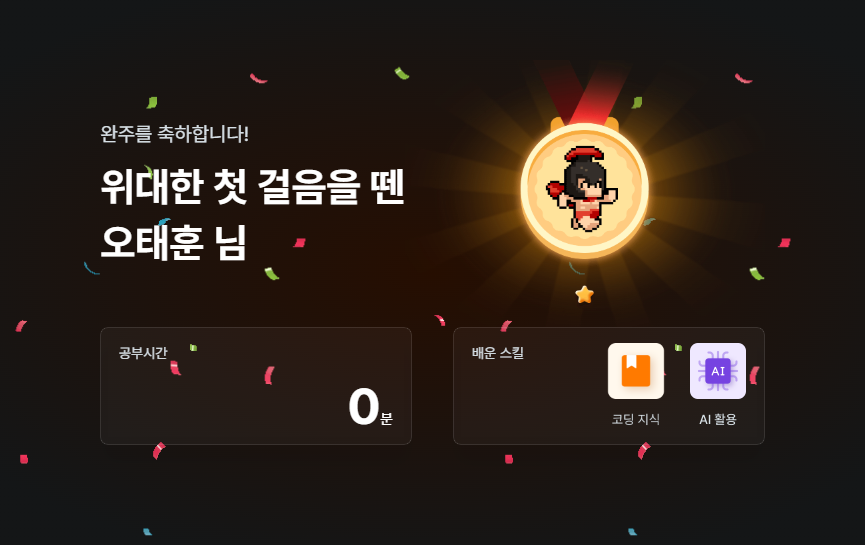 완주를 축하합니다!
위대한 첫 걸음을 뗀
오태훈 님
공부시간
0분
배운 스킬
AI
코딩 지식
AI 활용